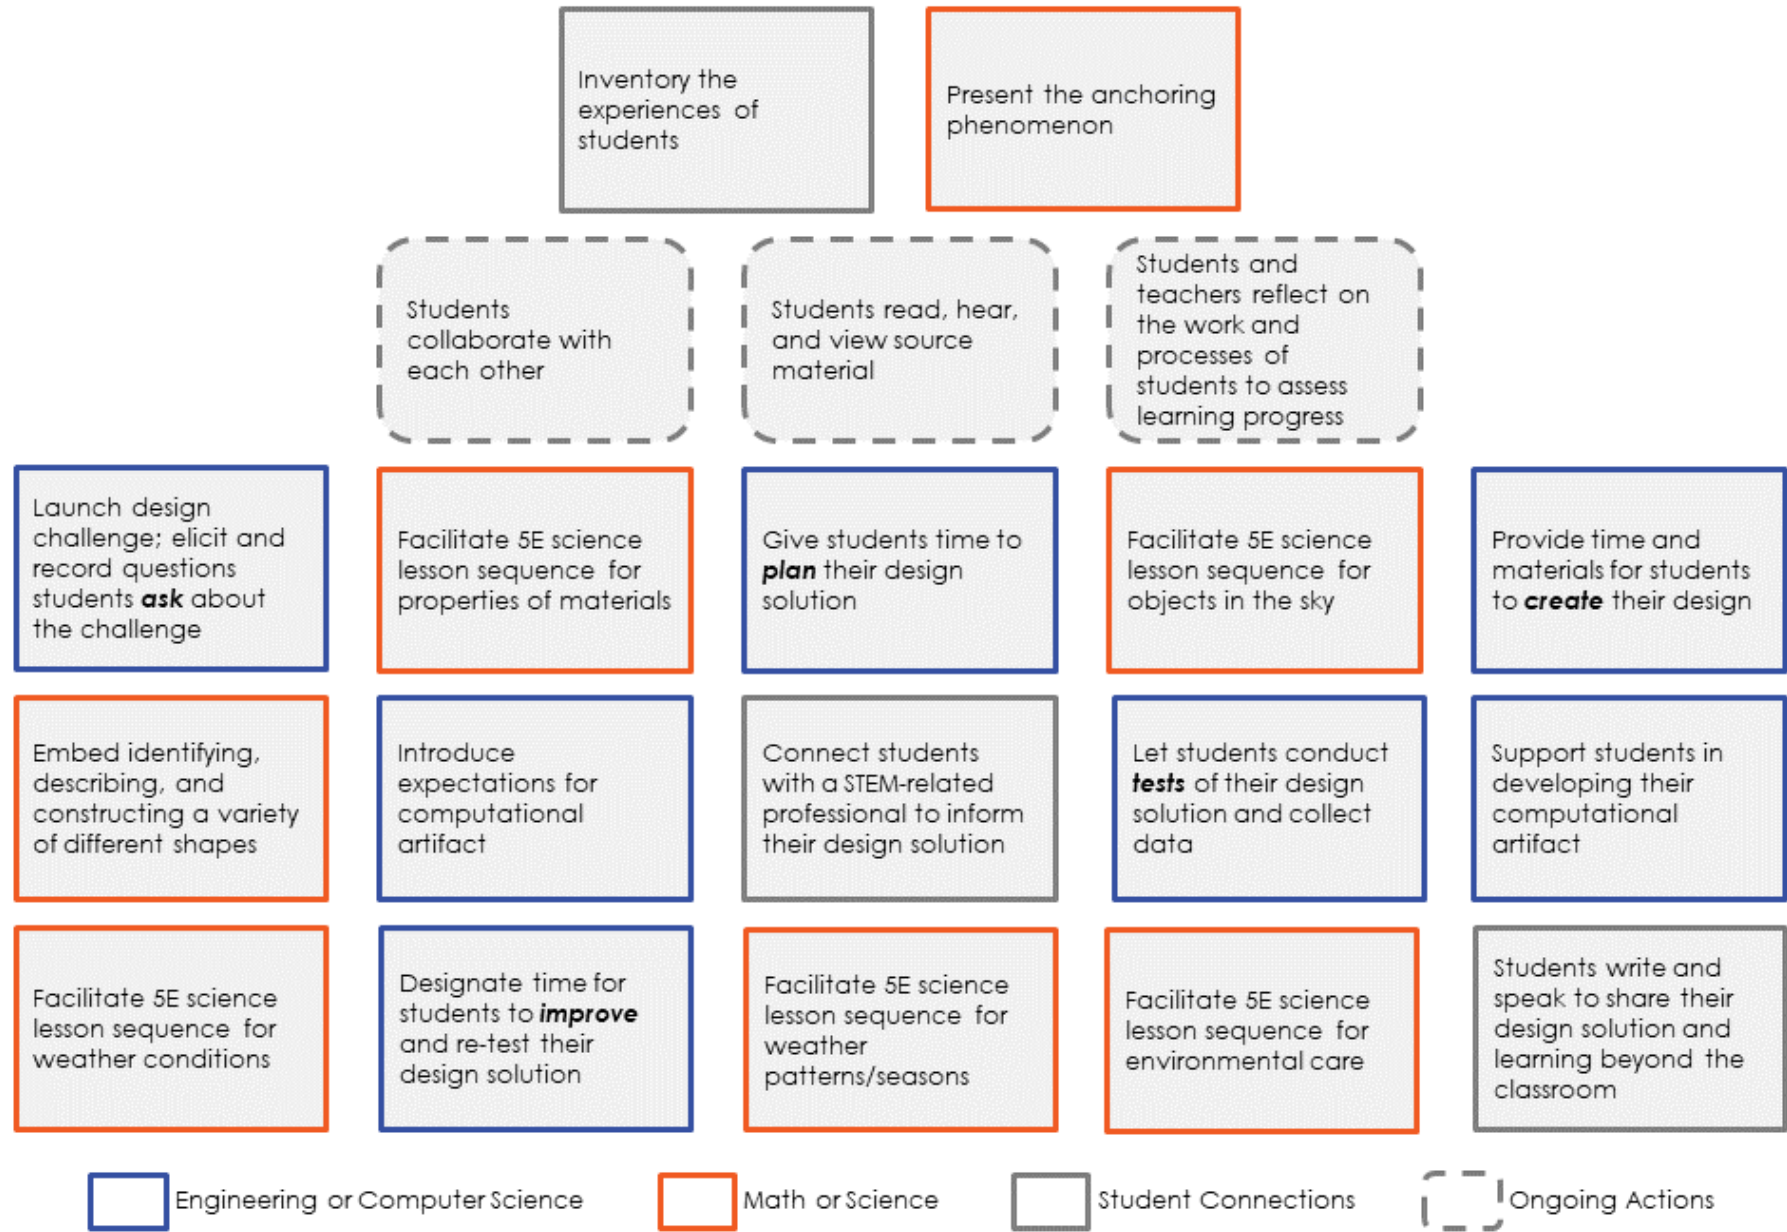 Inventory the
experiences of
students
Present the anchoring
phenomenon
Students
collaborate with
each other
Students read, hear,
and view source
material
Students and
teachers reflect on
the work and
processes of
students to assess
learning progress
Launch design
challenge; elicit and
record questions
students ask about
the challenge
Facilitate 5E science
lesson sequence for
properties of materials
Give students time to
plan their design
solution
Facilitate 5E science
lesson sequence for
objects in the sky
Provide time and
materials for students
to create their design
Embed identifying,
describing, and
constructing a variety
of different shapes
Introduce
expectations for
computational
artifact
Connect students
with a STEM-related
professional to inform
their design solution
Let students conduct
tests of their design
solution and collect
data
Support students in
developing their
computational
artifact
Facilitate 5E science
lesson sequence for
weather conditions
Designate time for
students to improve
and re-test their
design solution
Facilitate 5E science
lesson sequence for
weather
patterns/seasons
Facilitate 5E science
lesson sequence for
environmental care
Students write and
speak to share their
design solution and
learning beyond the
classroom
Engineering or Computer Science
Math or Science
Student Connections
Ongoing Actions